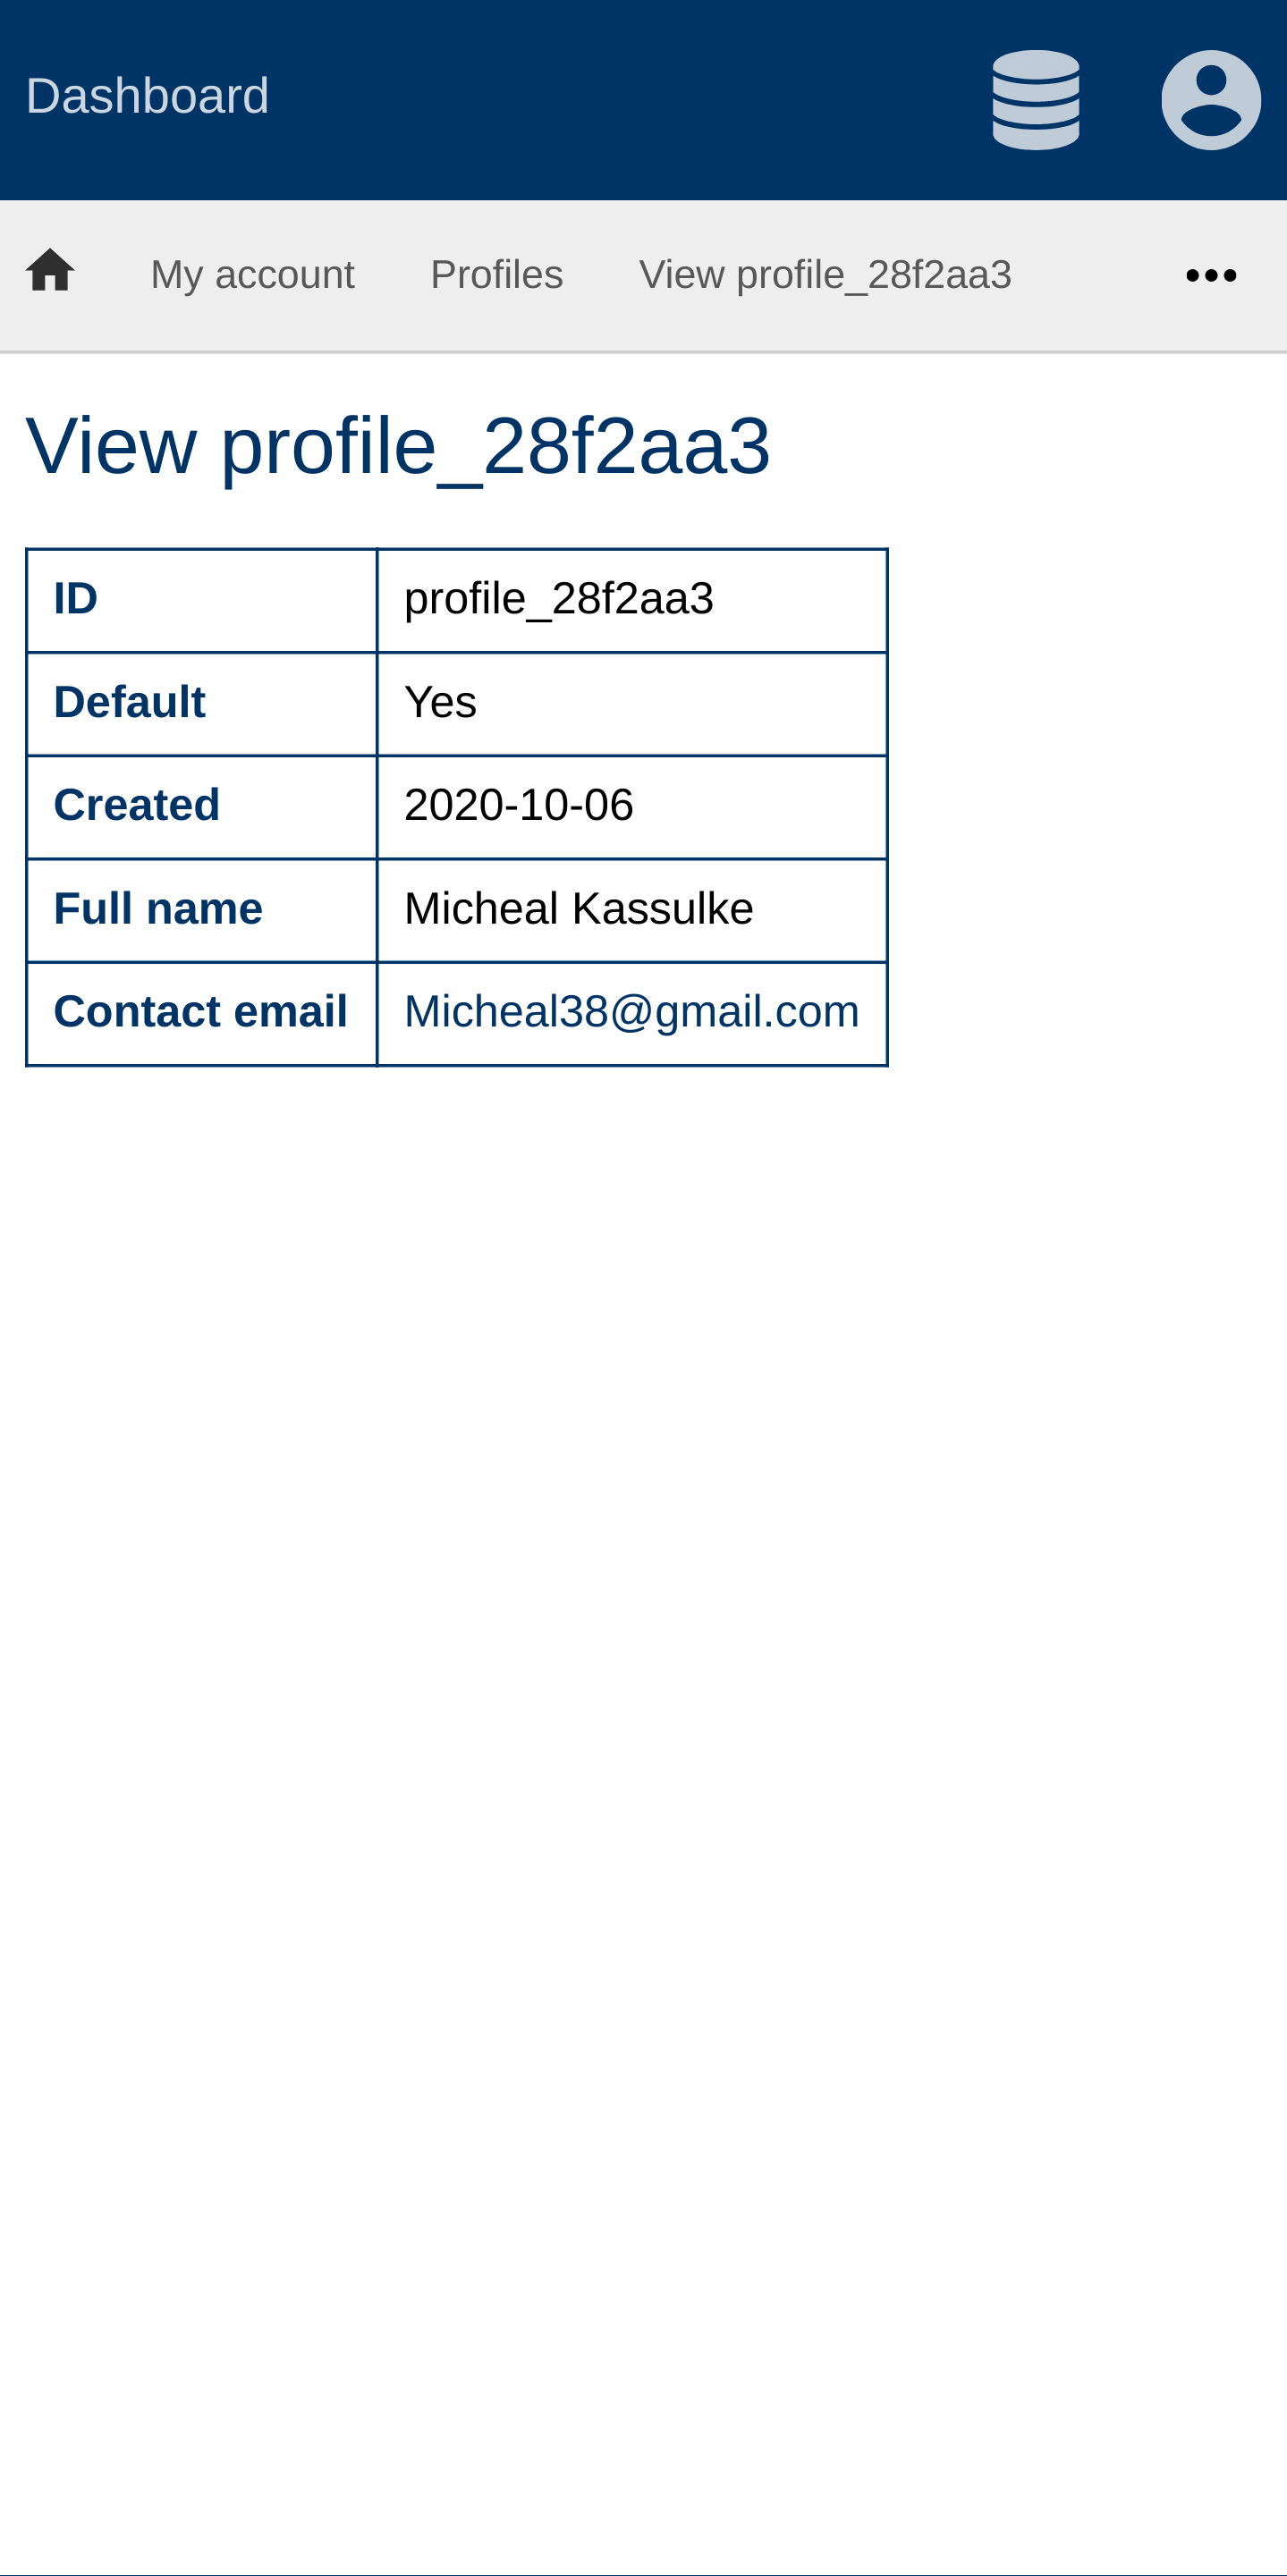 Dashboard
My account Profiles View profile_28f2aa3
View profile_28f2aa3
ID profile_28f2aa3
Default Yes
Created 2020-10-06
Full name Micheal Kassulke
Contact email Micheal38@gmail.com